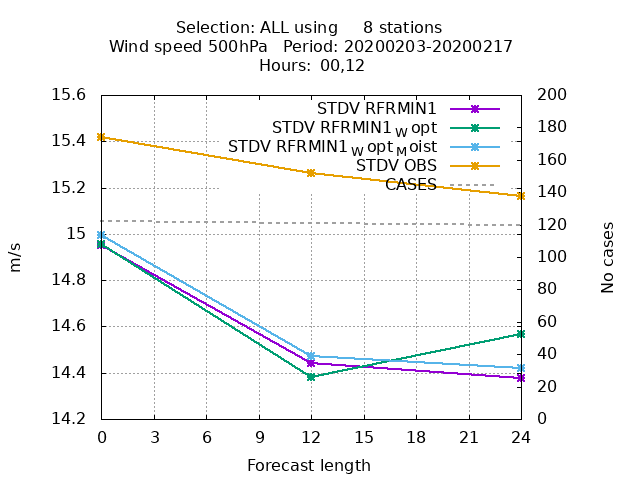 Selection: ALL using 8 stations
Wind speed 500hPa Period: 20200203-20200217
Hours: 00,12
15.6
15.4
15.2
15
14.8
14.6
14.4
14.2
m/s
STDV RFRMIN1
STDV RFRMIN1 W opt
STDV RFRMIN1 W opt M oist
STDV OBS
CASES
200
180
160
140
120
100
80
60
40
20
0
No cases
0 3 6 9 12 15 18 21 24
Forecast length